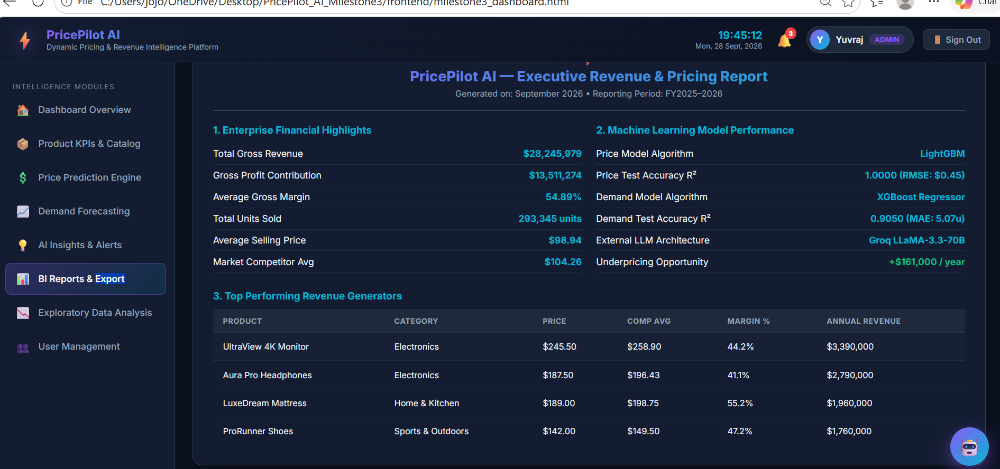 File C:/Users/jojo/OneDrive/Desktop/PricePilot_AI_Milestone3/frontend/milestone3_dashboard.html
Chat
PricePilot AI
Dynamic Pricing & Revenue Intelligence Platform
19:45:12
Mon, 28 Sept, 2026
3
Y Yuvraj ADMIN
Sign Out
INTELLIGENCE MODULES
Dashboard Overview
Product KPIs & Catalog
$ Price Prediction Engine
Demand Forecasting
AI Insights & Alerts
BI Reports & Export
Exploratory Data Analysis
User Management
PricePilot AI — Executive Revenue & Pricing Report
Generated on: September 2026 • Reporting Period: FY2025–2026
1. Enterprise Financial Highlights
Total Gross Revenue $28,245,979
Gross Profit Contribution $13,511,274
Average Gross Margin 54.89%
Total Units Sold 293,345 units
Average Selling Price $98.94
Market Competitor Avg $104.26
2. Machine Learning Model Performance
Price Model Algorithm LightGBM
Price Test Accuracy R² 1.0000 (RMSE: $0.45)
Demand Model Algorithm XGBoost Regressor
Demand Test Accuracy R² 0.9050 (MAE: 5.07u)
External LLM Architecture Groq LLaMA-3.3-70B
Underpricing Opportunity +$161,000 / year
3. Top Performing Revenue Generators
PRODUCT CATEGORY PRICE COMP AVG MARGIN % ANNUAL REVENUE
UltraView 4K Monitor Electronics $245.50 $258.90 44.2% $3,390,000
Aura Pro Headphones Electronics $187.50 $196.43 41.1% $2,790,000
LuxeDream Mattress Home & Kitchen $189.00 $198.75 55.2% $1,960,000
ProRunner Shoes Sports & Outdoors $142.00 $149.50 47.2% $1,760,000